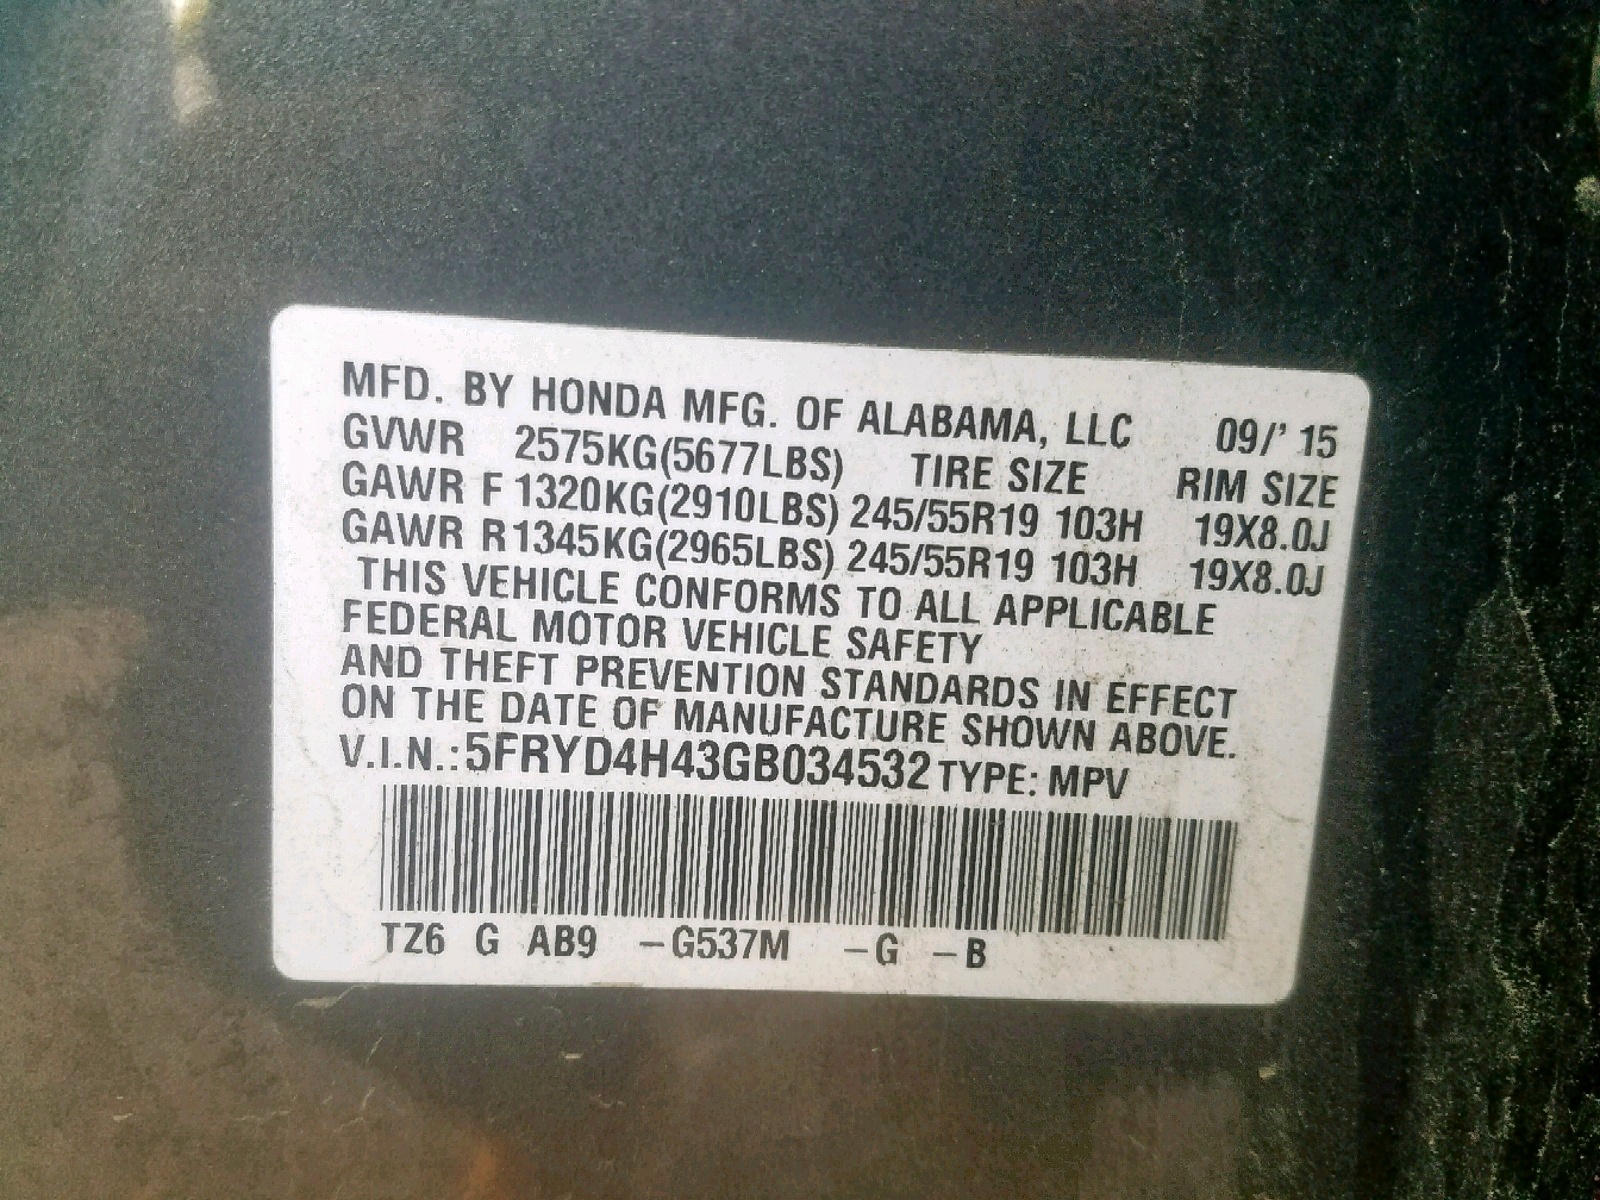 MFD. BY HONDA MFG. OF ALABAMA, LLC 09/' 15
GVWR 2575KG(5677LBS) TIRE SIZE RIM SIZE
GAWR F 1320KG(2910LBS) 245/55R19 103H 19X8.0J
GAWR R 1345KG(2965LBS) 245/55R19 103H 19X8.0J
THIS VEHICLE CONFORMS TO ALL APPLICABLE
FEDERAL MOTOR VEHICLE SAFETY
AND THEFT PREVENTION STANDARDS IN EFFECT
ON THE DATE OF MANUFACTURE SHOWN ABOVE.
V.I.N.:5FRYD4H43GB034532 TYPE: MPV
TZ6 G AB9 –G537M –G –B